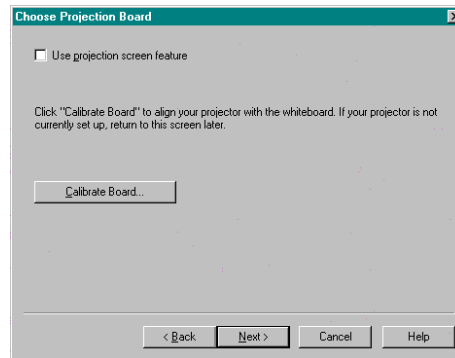 Choose Projection Board
Use projection screen feature
Click "Calibrate Board" to align your projector with the whiteboard. If your projector is not
currently set up, return to this screen later.
Calibrate Board...
< Back Next > Cancel Help